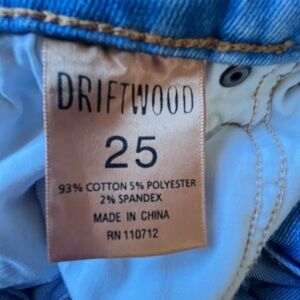 DRIFTWOOD
25
93% COTTON 5% POLYESTER
2% SPANDEX
MADE IN CHINA
RN 110712